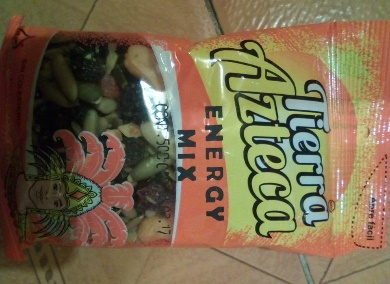 Abre fácil
Tierra
Azteca
ENERGY
MIX